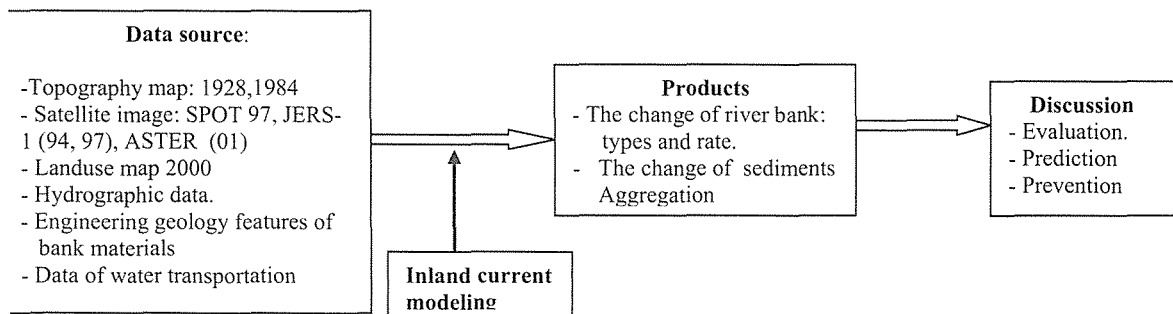 Data source:
-Topography map: 1928,1984
- Satellite image: SPOT 97, JERS-
1 (94, 97), ASTER (01)
- Landuse map 2000
- Hydrographic data.
- Engineering geology features of
bank materials
- Data of water transportation
Inland current
modeling
Products
- The change of river bank:
types and rate.
- The change of sediments
Aggregation
Discussion
- Evaluation.
- Prediction
- Prevention